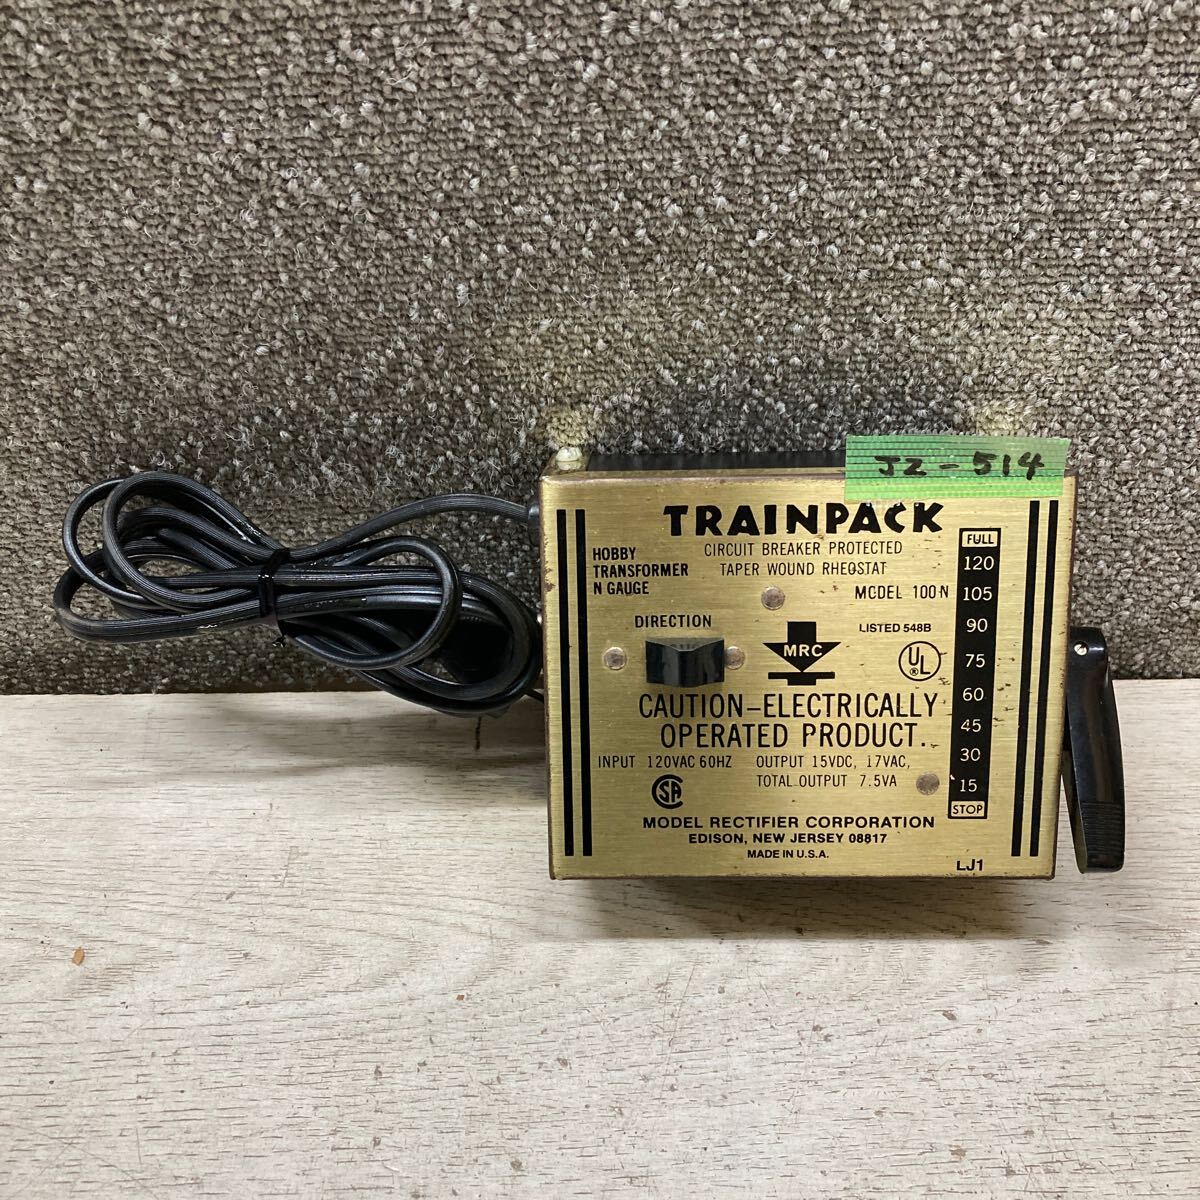 JZ-514
TRAINPACK
CIRCUIT BREAKER PROTECTED
TAPER WOUND RHEOSTAT
HOBBY
TRANSFORMER
N GAUGE
MODEL 100N
DIRECTION
MRC
LISTED 548B
UL
®
CAUTION-ELECTRICALLY
OPERATED PRODUCT.
INPUT 120VAC 60HZ OUTPUT 15VDC, 17VAC,
TOTAL OUTPUT 7.5VA
SA
MODEL RECTIFIER CORPORATION
EDISON, NEW JERSEY 08817
MADE IN U.S.A.
LJ1
FULL
120
105
90
75
60
45
30
15
STOP